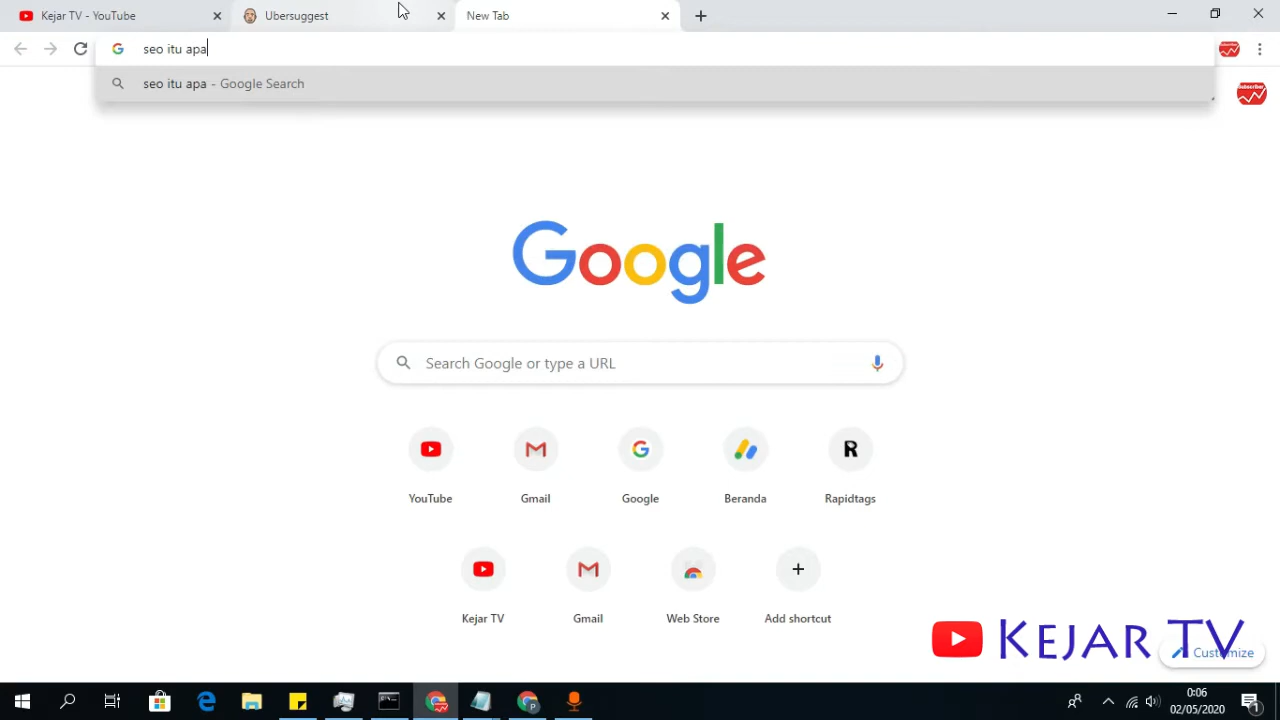 Kejar TV - YouTube
Ubersuggest
New Tab
seo itu apa
seo itu apa - Google Search
Subscriber
Google
Search Google or type a URL
YouTube
Gmail
Google
Beranda
Rapidtags
Kejar TV
Gmail
Web Store
Add shortcut
KEJAR TV
Customize
0:06
02/05/2020